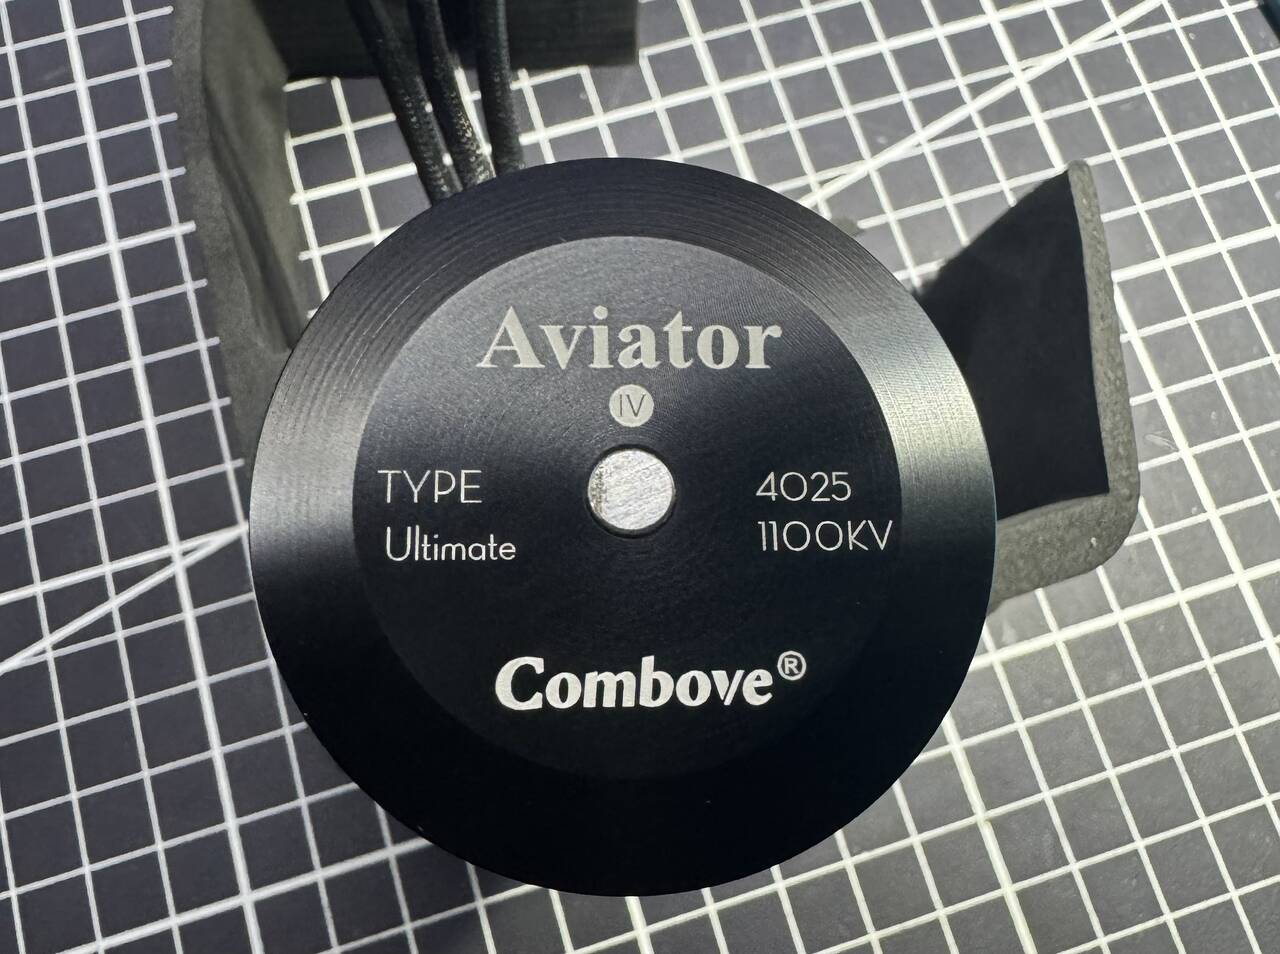 Aviator
IV
TYPE
Ultimate
4025
1100KV
Combove®